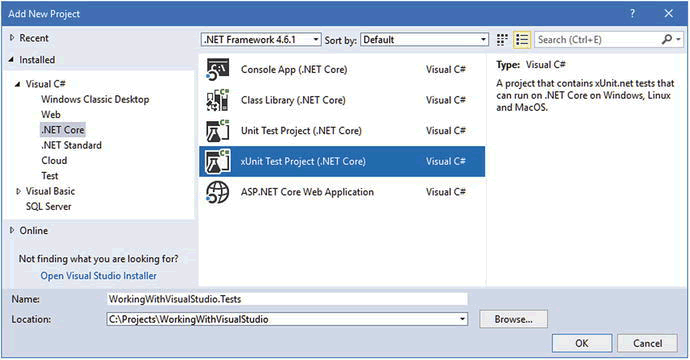 Add New Project
Recent
.NET Framework 4.6.1
Sort by: Default
Search (Ctrl+E)
Installed
Visual C#
Windows Classic Desktop
Web
.NET Core
.NET Standard
Cloud
Test
Visual Basic
SQL Server
Online
Not finding what you are looking for?
Open Visual Studio Installer
Console App (.NET Core) Visual C#
Class Library (.NET Core) Visual C#
Unit Test Project (.NET Core) Visual C#
xUnit Test Project (.NET Core) Visual C#
ASP.NET Core Web Application Visual C#
Type: Visual C#
A project that contains xUnit.net tests that
can run on .NET Core on Windows, Linux
and MacOS.
Name: WorkingWithVisualStudio.Tests
Location: C:\Projects\WorkingWithVisualStudio
Browse...
OK
Cancel